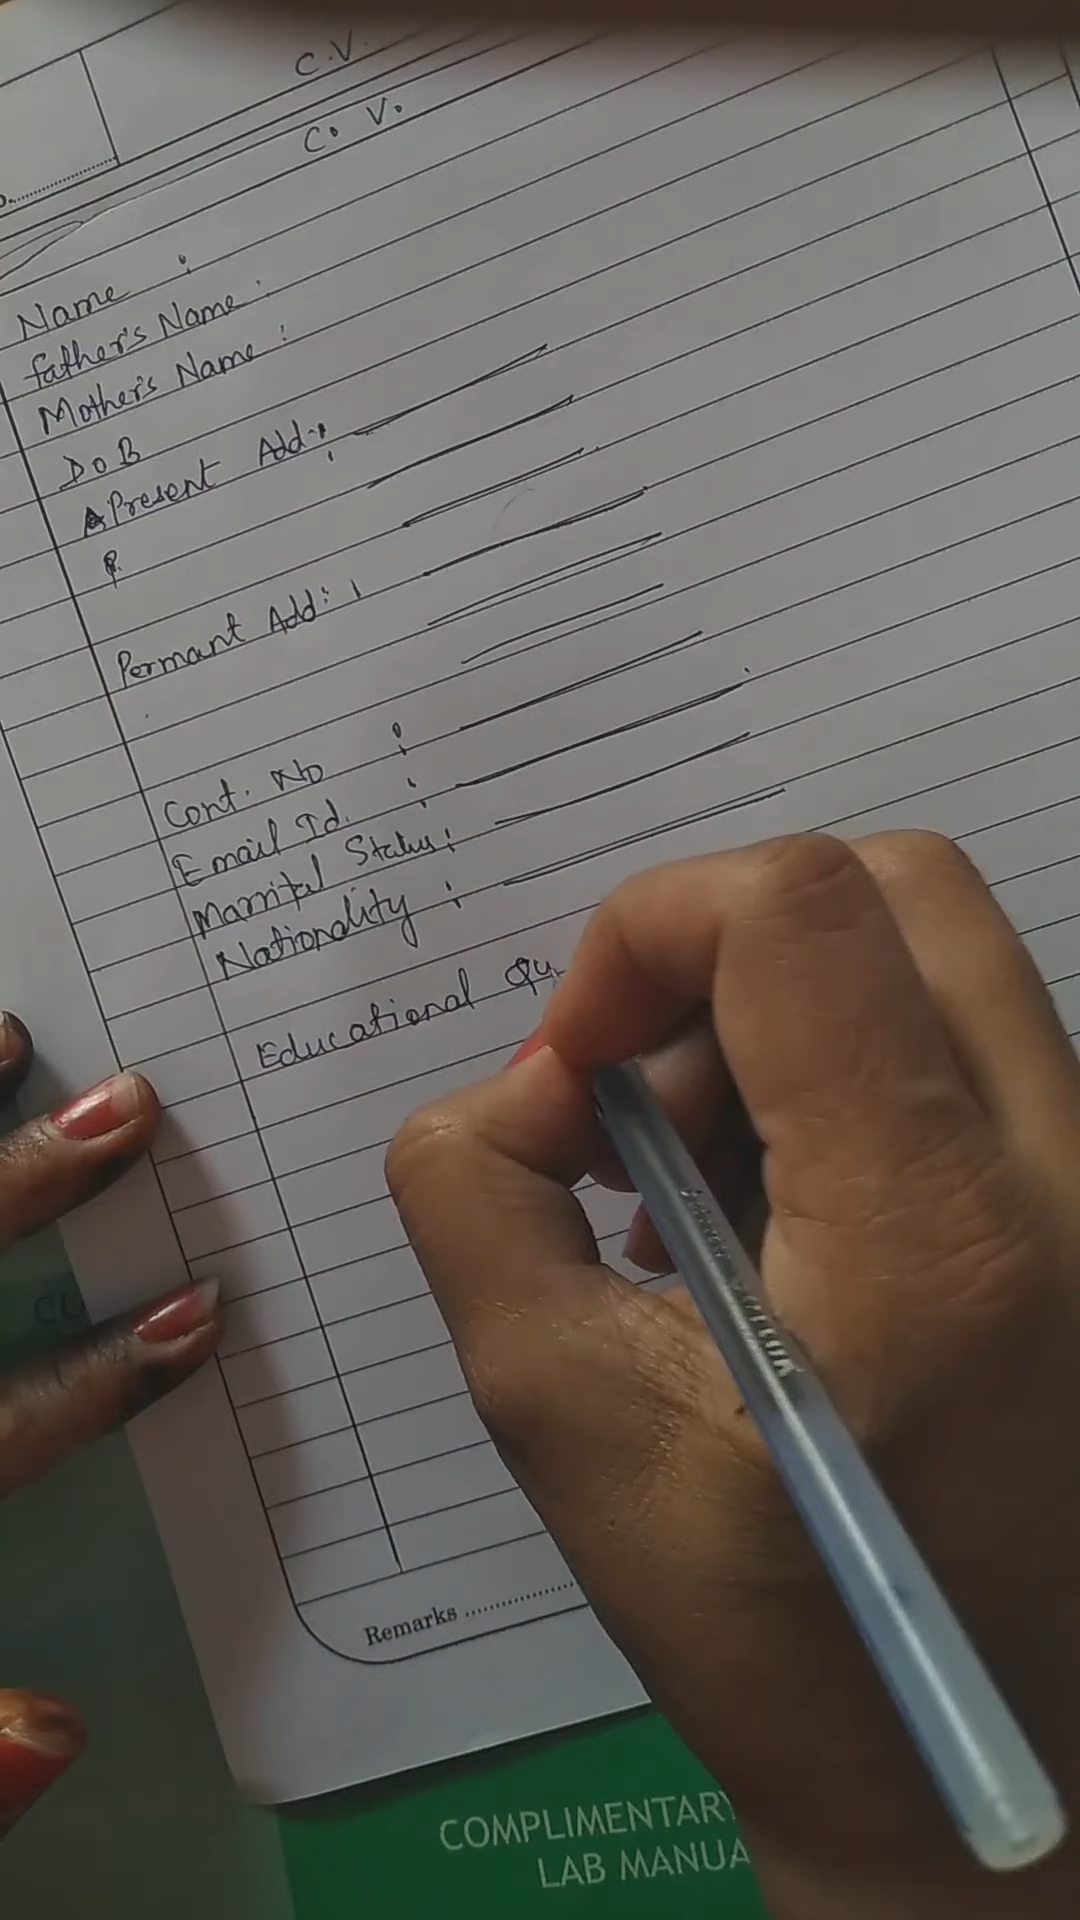 C.V.
C. V.
Name :
Father's Name :
Mother's Name :
DOB
Present Add :
Permant Add :
Cont. No :
Email Id. :
Marrital Status :
Nationality :
Educational Qu
Remarks ....................
COMPLIMENTARY
LAB MANUA